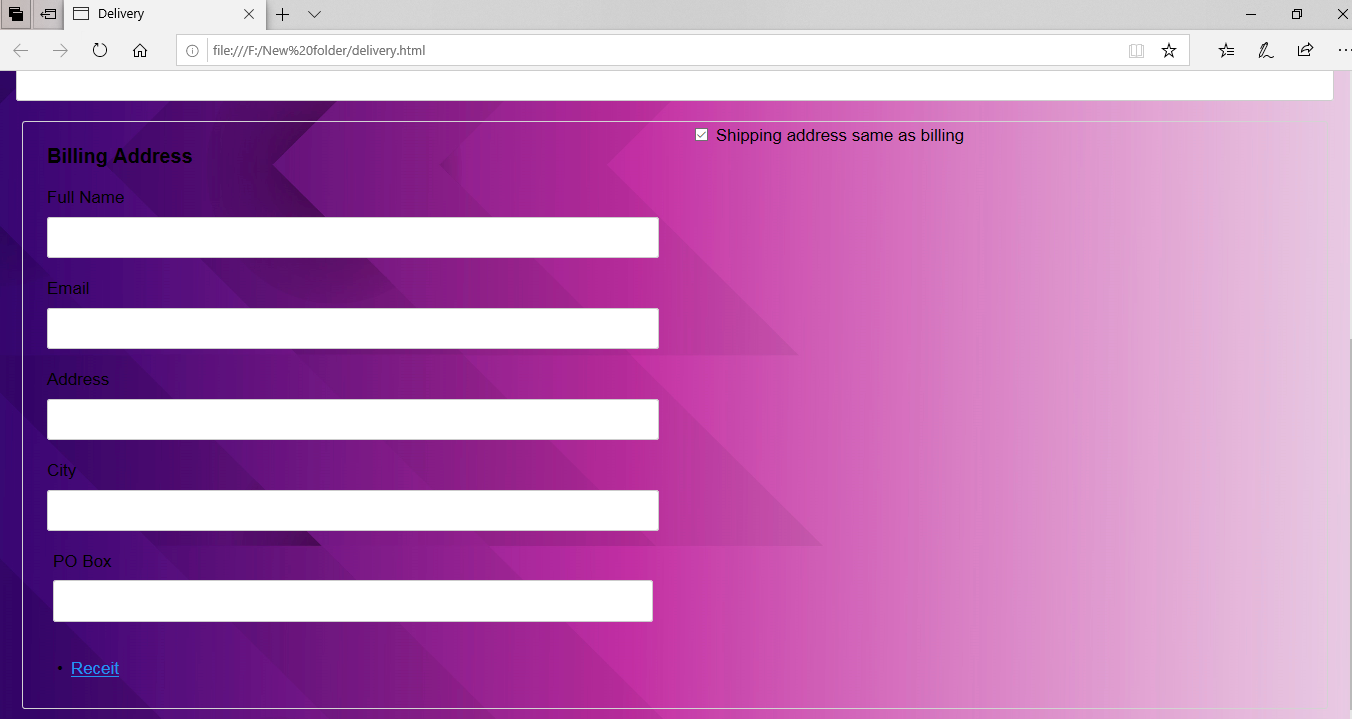 Delivery
file:///F:/New%20folder/delivery.html
Shipping address same as billing
Billing Address
Full Name
Email
Address
City
PO Box
Receit